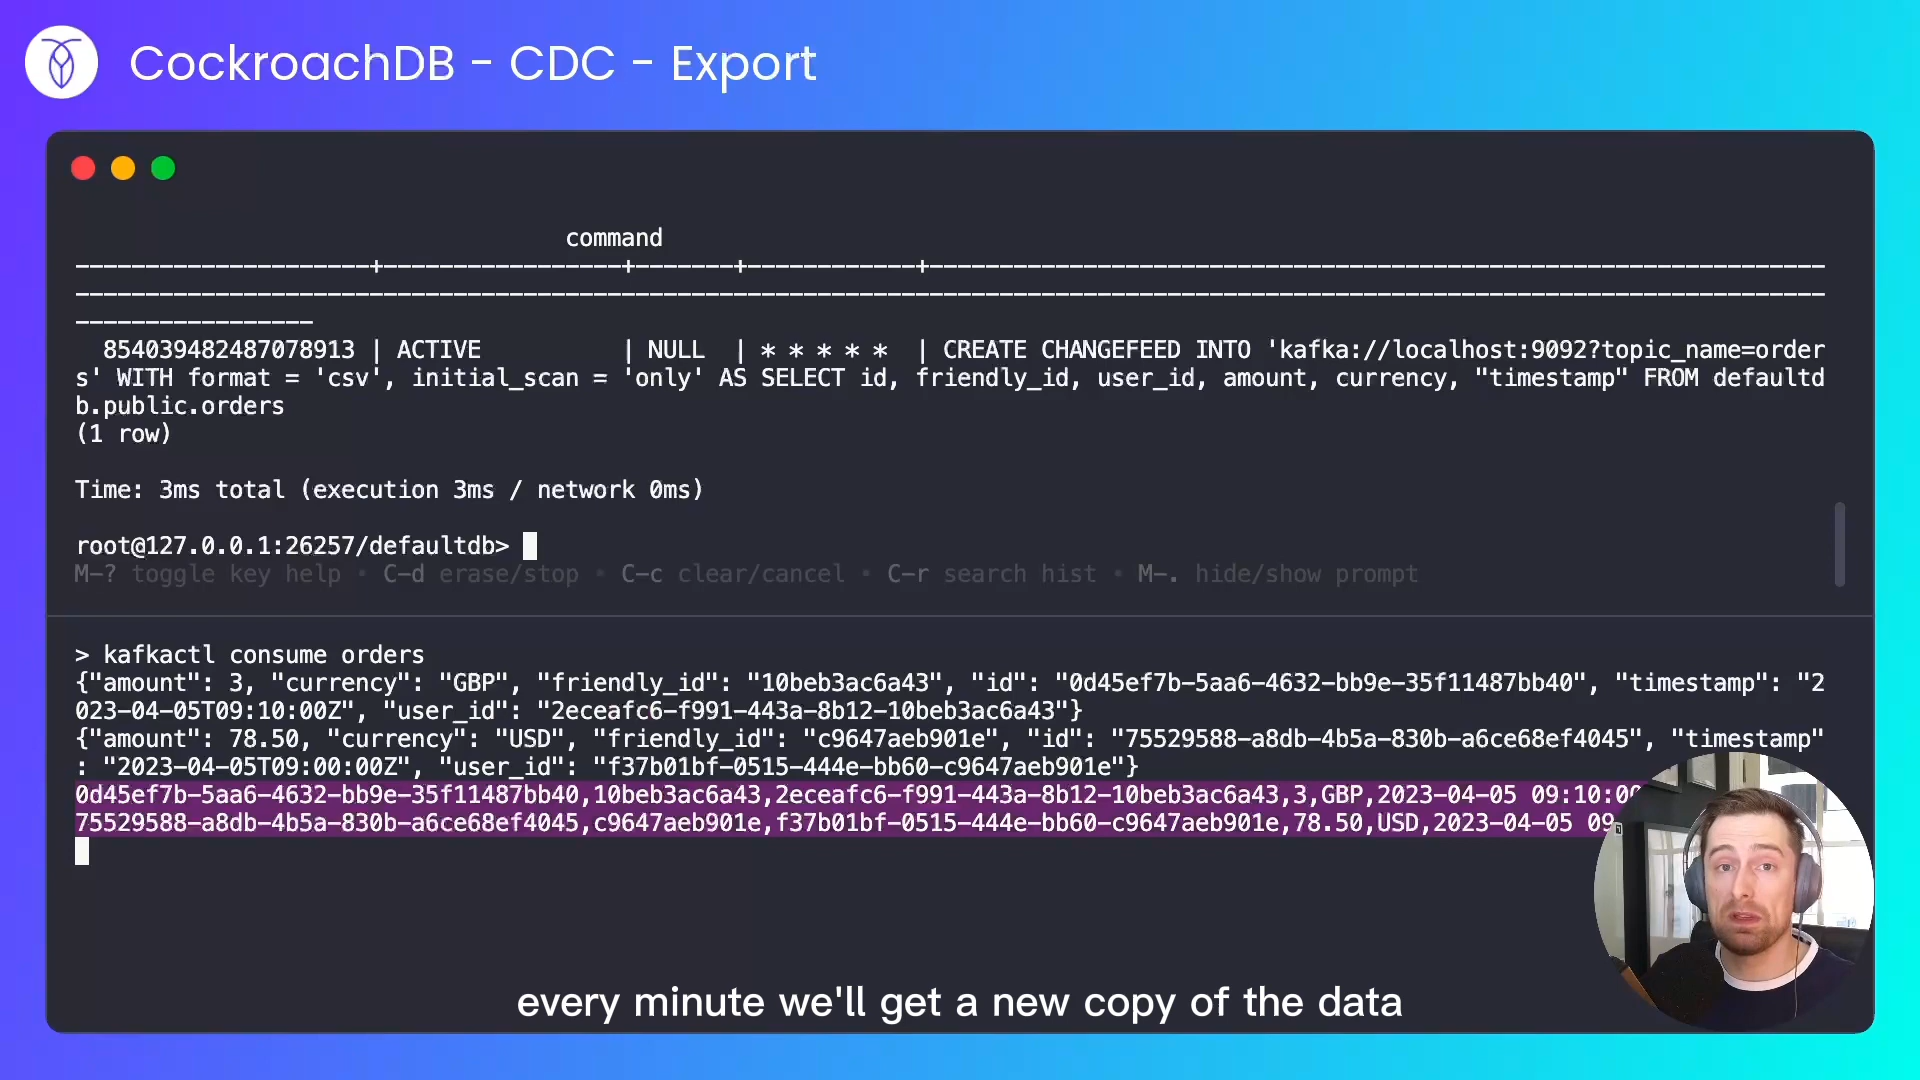 CockroachDB - CDC - Export
command
---------------------+-----------------+-------+------------+----------------------------------------------------------------
-----------------------------------------------------------------------------------------------------------------------------
-----------------
854039482487078913 | ACTIVE | NULL | * * * * * | CREATE CHANGEFEED INTO 'kafka://localhost:9092?topic_name=order
s' WITH format = 'csv', initial_scan = 'only' AS SELECT id, friendly_id, user_id, amount, currency, "timestamp" FROM defaultd
b.public.orders
(1 row)
Time: 3ms total (execution 3ms / network 0ms)
root@127.0.0.1:26257/defaultdb>
M-? toggle key help • C-d erase/stop • C-c clear/cancel • C-r search hist • M-. hide/show prompt
> kafkactl consume orders
{"amount": 3, "currency": "GBP", "friendly_id": "10beb3ac6a43", "id": "0d45ef7b-5aa6-4632-bb9e-35f11487bb40", "timestamp": "2
023-04-05T09:10:00Z", "user_id": "2eceafc6-f991-443a-8b12-10beb3ac6a43"}
{"amount": 78.50, "currency": "USD", "friendly_id": "c9647aeb901e", "id": "75529588-a8db-4b5a-830b-a6ce68ef4045", "timestamp"
: "2023-04-05T09:00:00Z", "user_id": "f37b01bf-0515-444e-bb60-c9647aeb901e"}
0d45ef7b-5aa6-4632-bb9e-35f11487bb40,10beb3ac6a43,2eceafc6-f991-443a-8b12-10beb3ac6a43,3,GBP,2023-04-05 09:10:00
75529588-a8db-4b5a-830b-a6ce68ef4045,c9647aeb901e,f37b01bf-0515-444e-bb60-c9647aeb901e,78.50,USD,2023-04-05 09
every minute we'll get a new copy of the data